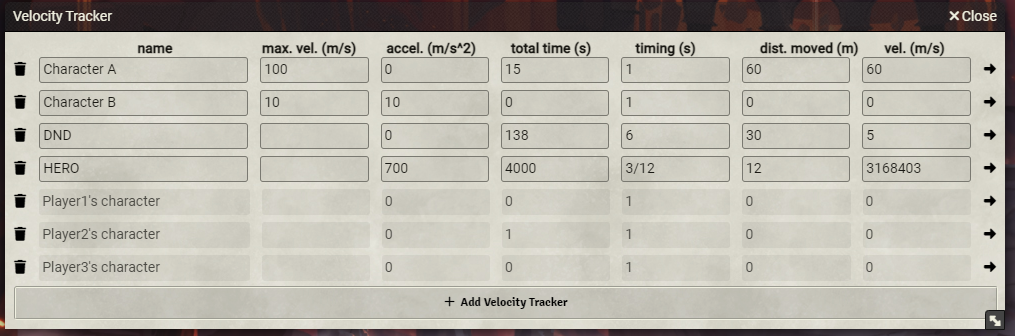 Velocity Tracker ×Close
name max. vel. (m/s) accel. (m/s^2) total time (s) timing (s) dist. moved (m) vel. (m/s)
Character A 100 0 15 1 60 60
Character B 10 10 0 1 0 0
DND 0 138 6 30 5
HERO 700 4000 3/12 12 3168403
Player1's character 0 0 1 0 0
Player2's character 0 1 1 0 0
Player3's character 0 0 1 0 0
+ Add Velocity Tracker